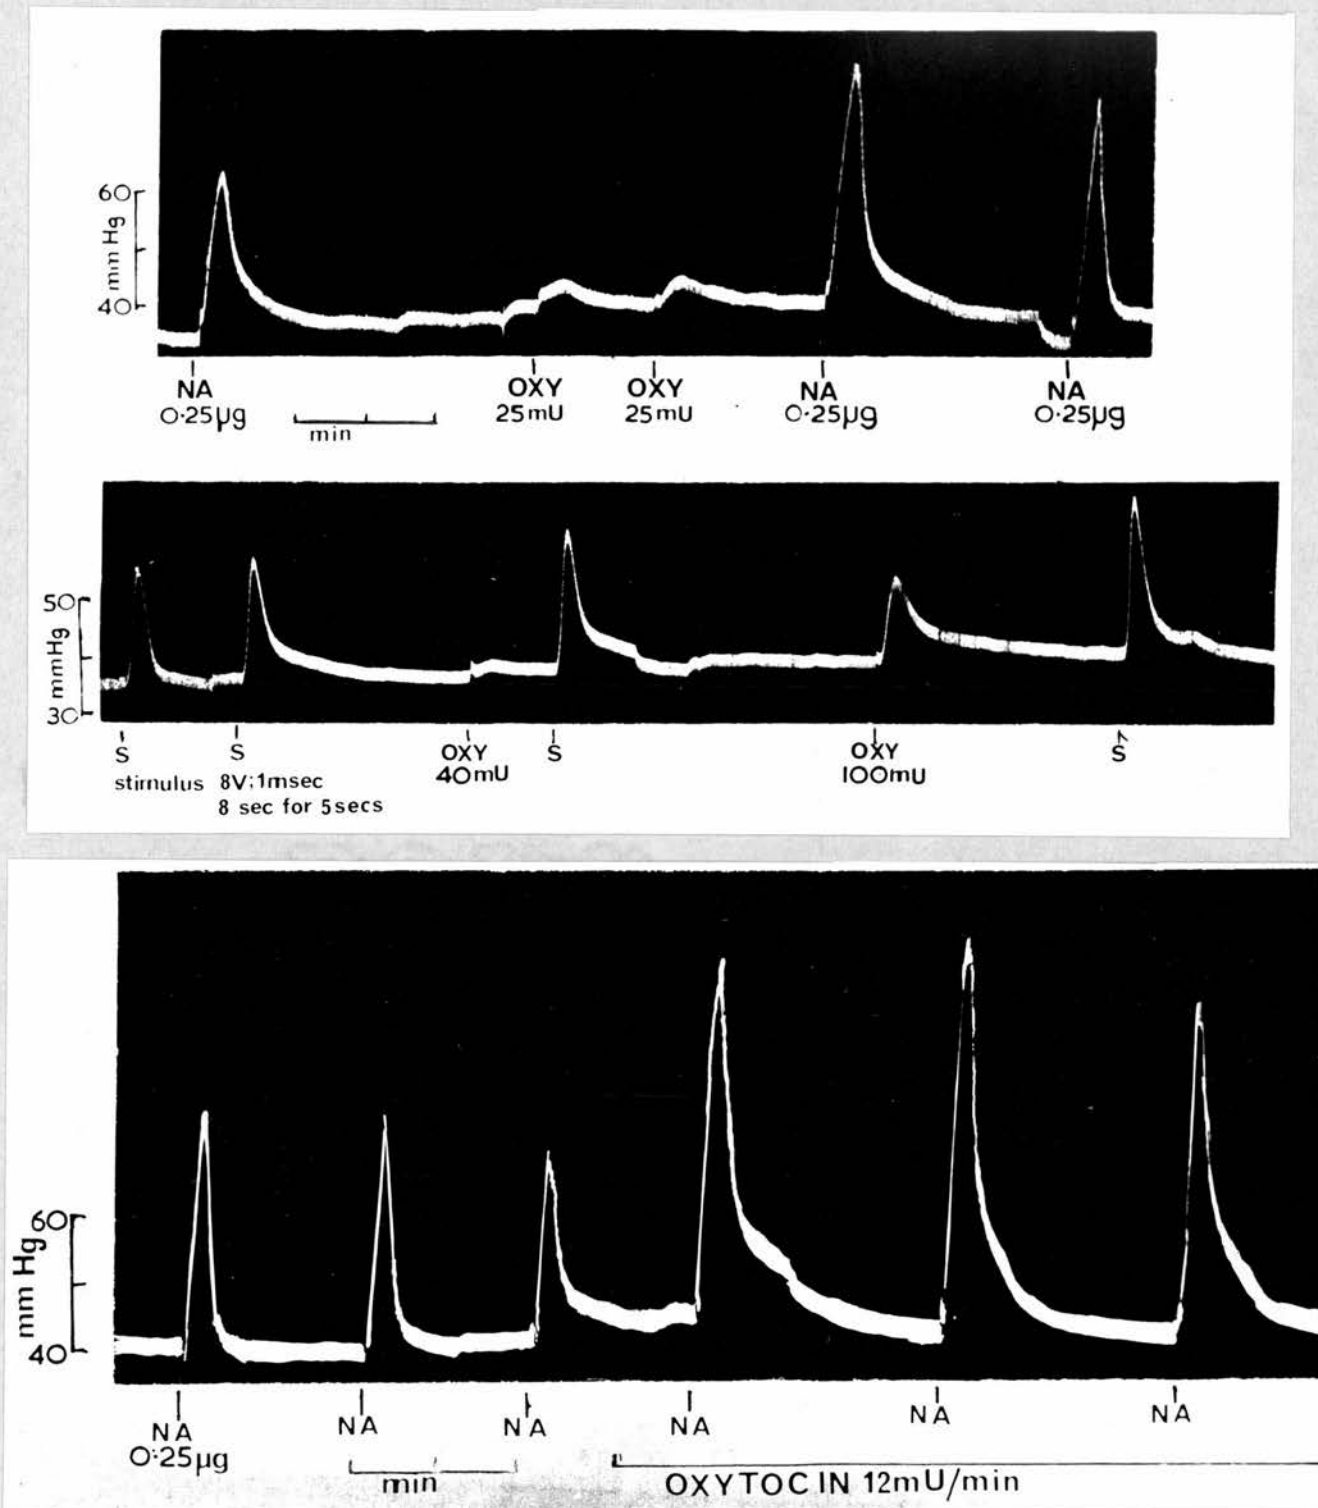 60
mm Hg
40
NA OXY OXY NA NA
0·25µg 25mU 25mU 0·25µg 0·25µg
min
50
mmHg
30
S S OXY S OXY S
40mU 100mU
stimulus 8V;1msec
8 sec for 5secs
60
mm Hg
40
NA NA NA NA NA NA
0·25µg
min OXYTOCIN 12mU/min